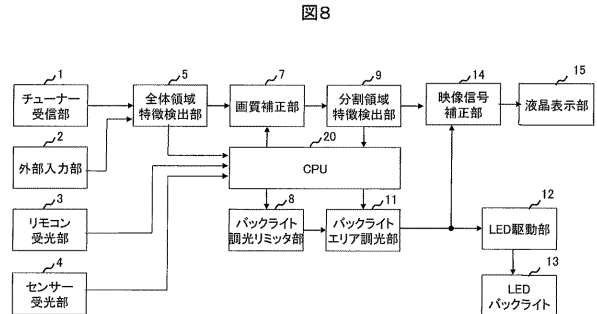 図8
1
チューナー
受信部
5
全体領域
特徴検出部
7
画質補正部
9
分割領域
特徴検出部
14
映像信号
補正部
15
液晶表示部
2
外部入力部
20
CPU
3
リモコン
受光部
8
バックライト
調光リミッタ部
11
バックライト
エリア調光部
12
LED駆動部
4
センサー
受光部
13
LED
バックライト